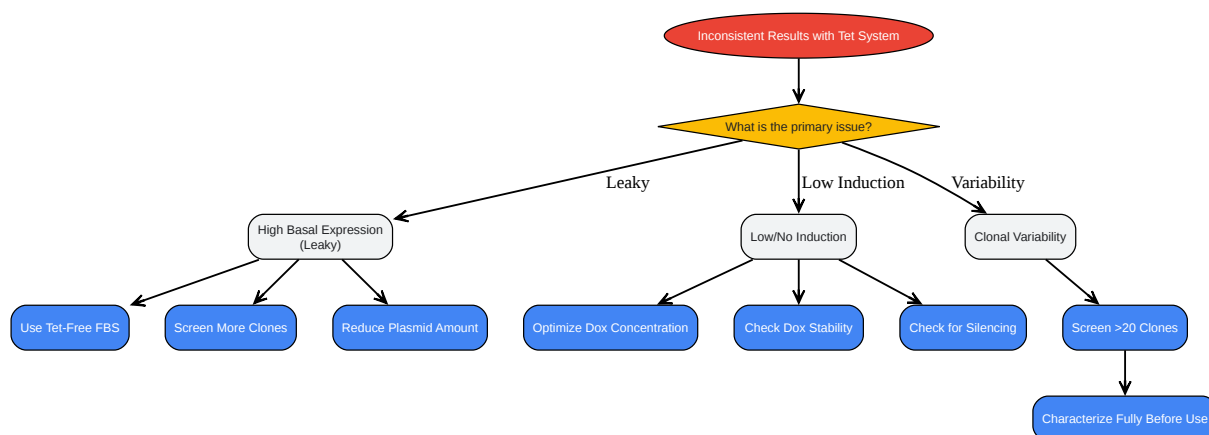 Inconsistent Results with Tet System
What is the primary issue?
Leaky
Low Induction
Variability
High Basal Expression
(Leaky)
Low/No Induction
Clonal Variability
Use Tet-Free FBS
Screen More Clones
Reduce Plasmid Amount
Optimize Dox Concentration
Check Dox Stability
Check for Silencing
Screen >20 Clones
Characterize Fully Before Use